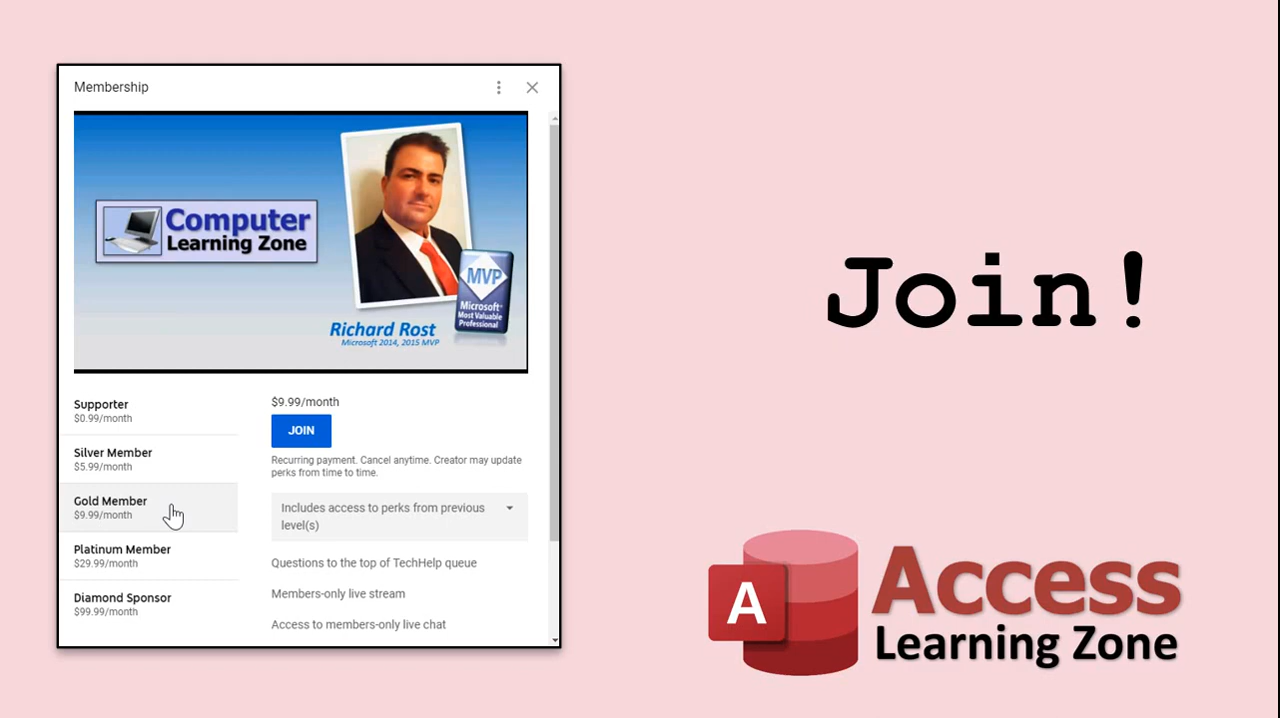 Membership
Computer
Learning Zone
MVP
Microsoft®
Most Valuable
Professional
Richard Rost
Microsoft 2014, 2015 MVP
Supporter
$0.99/month
Silver Member
$5.99/month
Gold Member
$9.99/month
Platinum Member
$29.99/month
Diamond Sponsor
$99.99/month
$9.99/month
JOIN
Recurring payment. Cancel anytime. Creator may update
perks from time to time.
Includes access to perks from previous
level(s)
Questions to the top of TechHelp queue
Members-only live stream
Access to members-only live chat
Join!
A
Access
Learning Zone